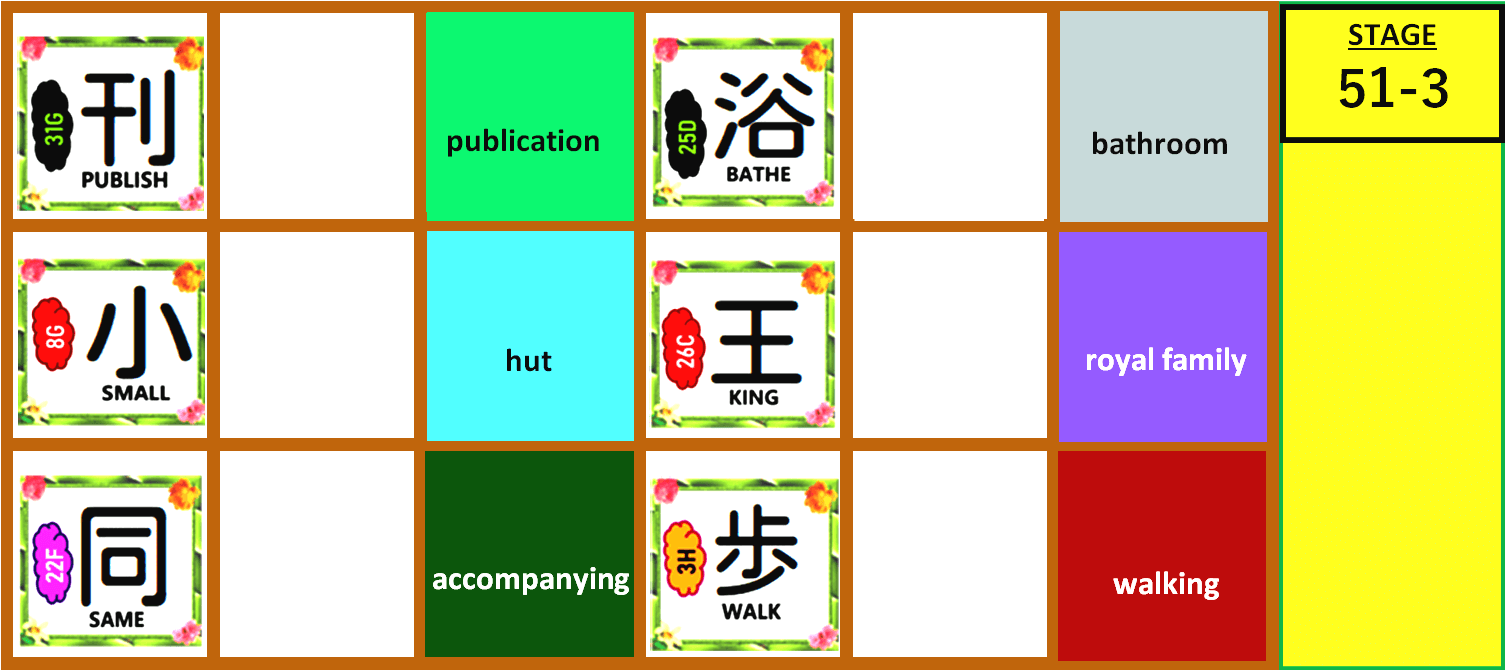 31G
刊
PUBLISH
publication
25D
浴
BATHE
bathroom
STAGE
51-3
8G
小
SMALL
hut
26C
王
KING
royal family
22F
同
SAME
accompanying
3H
歩
WALK
walking